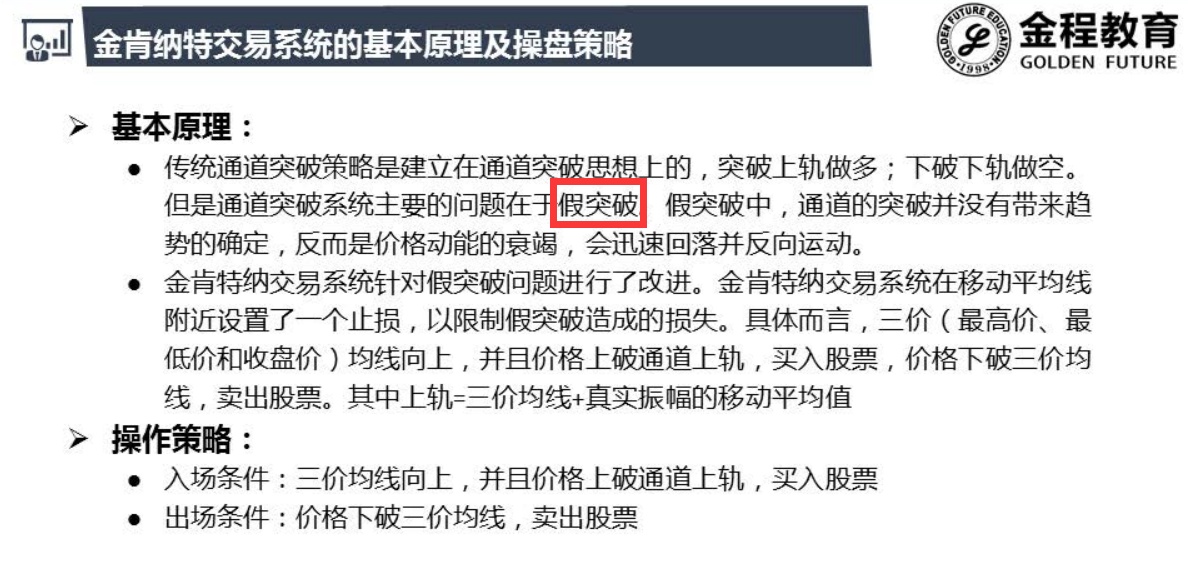 金肯纳特交易系统的基本原理及操盘策略
GOLDEN FUTURE EDUCATION
1998
金程教育
GOLDEN FUTURE
➢ 基本原理：
● 传统通道突破策略是建立在通道突破思想上的，突破上轨做多；下破下轨做空。
但是通道突破系统主要的问题在于假突破。假突破中，通道的突破并没有带来趋
势的确定，反而是价格动能的衰竭，会迅速回落并反向运动。
● 金肯特纳交易系统针对假突破问题进行了改进。金肯特纳交易系统在移动平均线
附近设置了一个止损，以限制假突破造成的损失。具体而言，三价（最高价、最
低价和收盘价）均线向上，并且价格上破通道上轨，买入股票，价格下破三价均
线，卖出股票。其中上轨=三价均线+真实振幅的移动平均值
➢ 操作策略：
● 入场条件：三价均线向上，并且价格上破通道上轨，买入股票
● 出场条件：价格下破三价均线，卖出股票